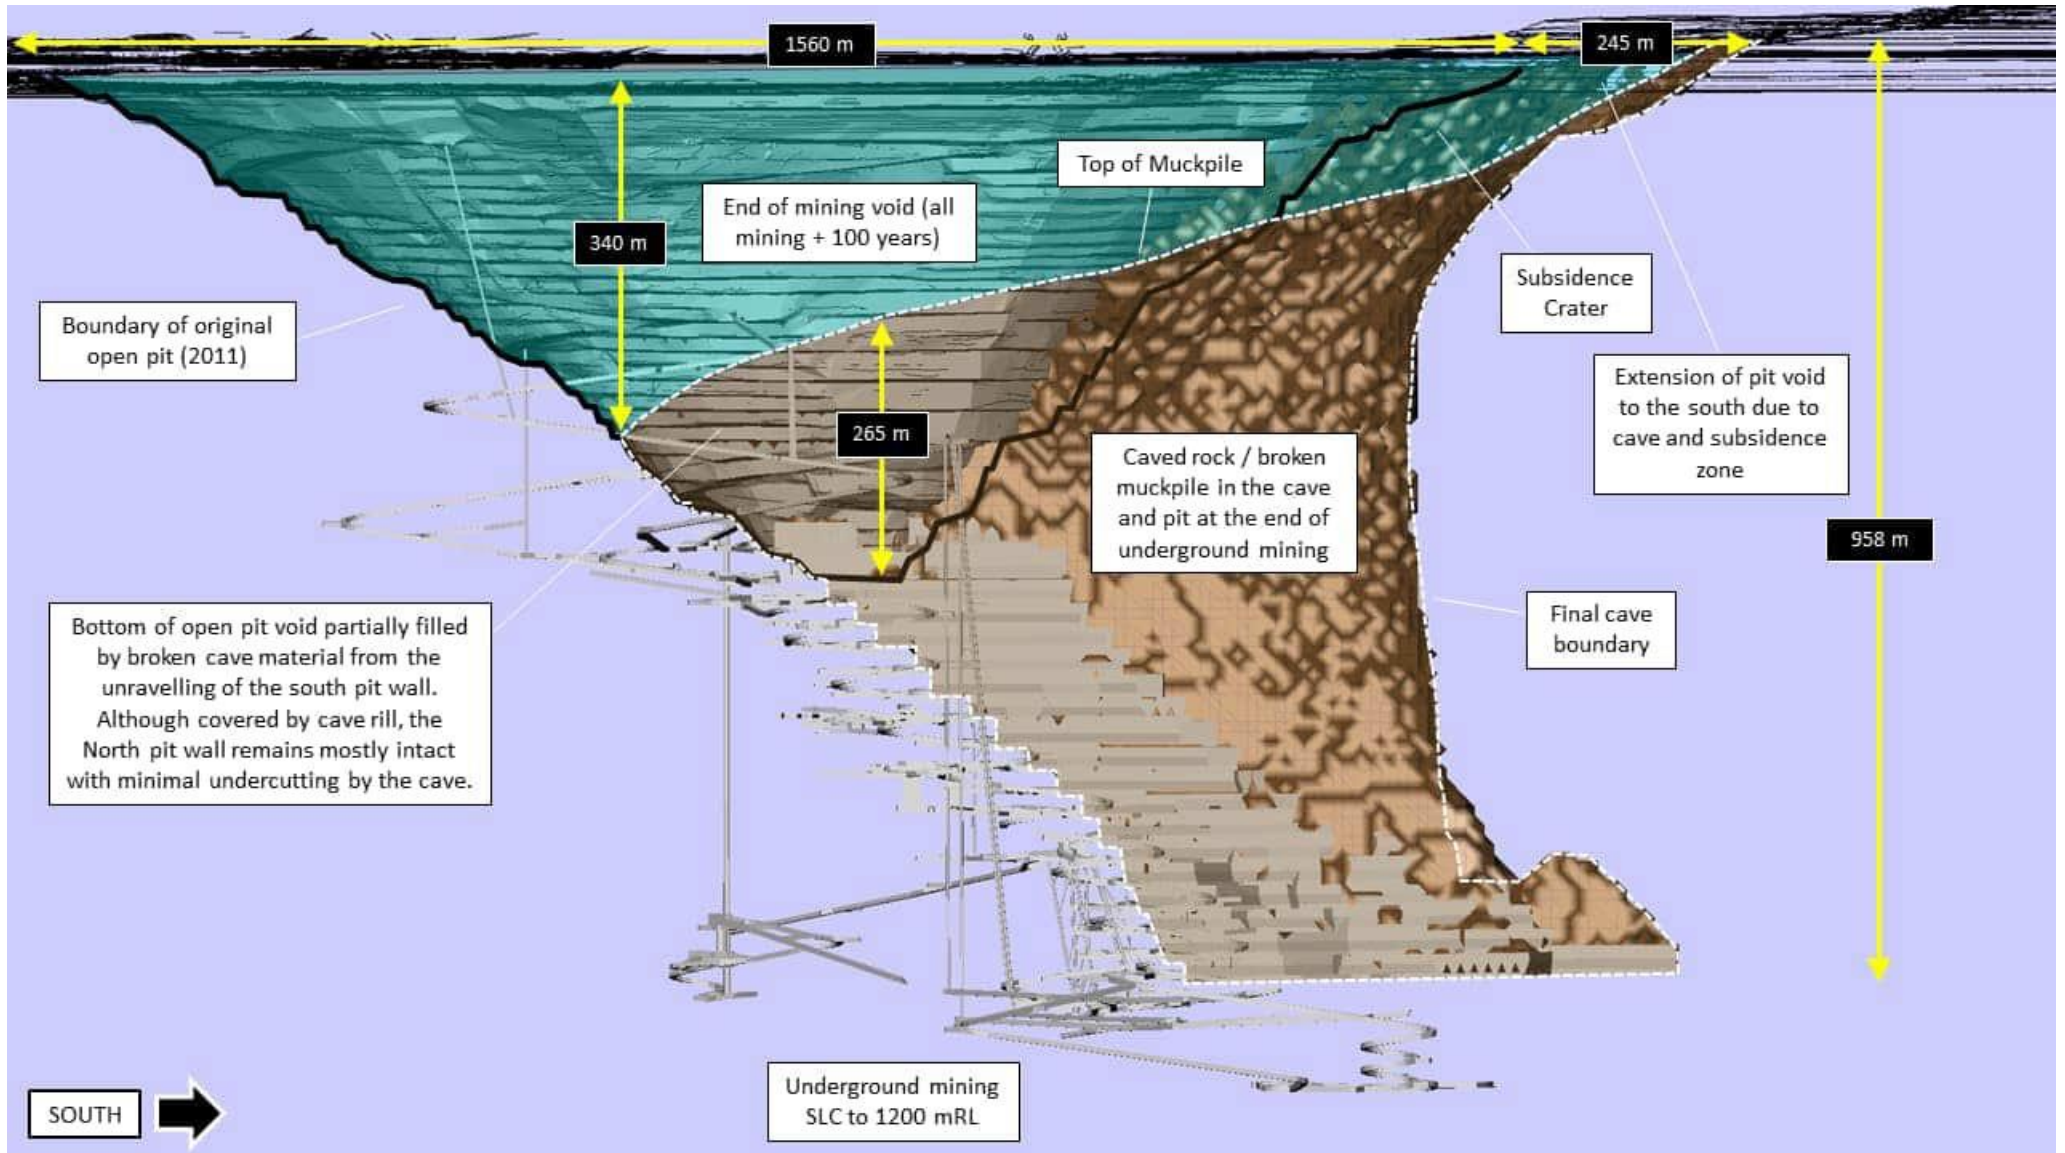 1560 m
245 m
Top of Muckpile
End of mining void (all
mining + 100 years)
340 m
Subsidence
Crater
Boundary of original
open pit (2011)
Extension of pit void
to the south due to
cave and subsidence
zone
265 m
Caved rock / broken
muckpile in the cave
and pit at the end of
underground mining
958 m
Final cave
boundary
Bottom of open pit void partially filled
by broken cave material from the
unravelling of the south pit wall.
Although covered by cave rill, the
North pit wall remains mostly intact
with minimal undercutting by the cave.
Underground mining
SLC to 1200 mRL
SOUTH